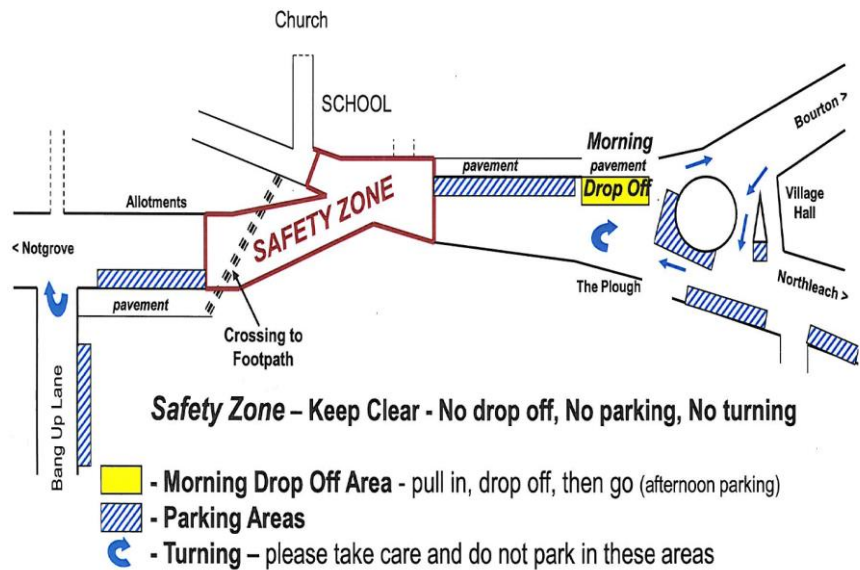 Church
SCHOOL
Morning
Bourton >
pavement
pavement
Drop Off
Allotments
SAFETY ZONE
Village
Hall
< Notgrove
The Plough
Northleach >
pavement
Crossing to
Footpath
Bang Up Lane
Safety Zone – Keep Clear - No drop off, No parking, No turning
- Morning Drop Off Area - pull in, drop off, then go (afternoon parking)
- Parking Areas
- Turning – please take care and do not park in these areas